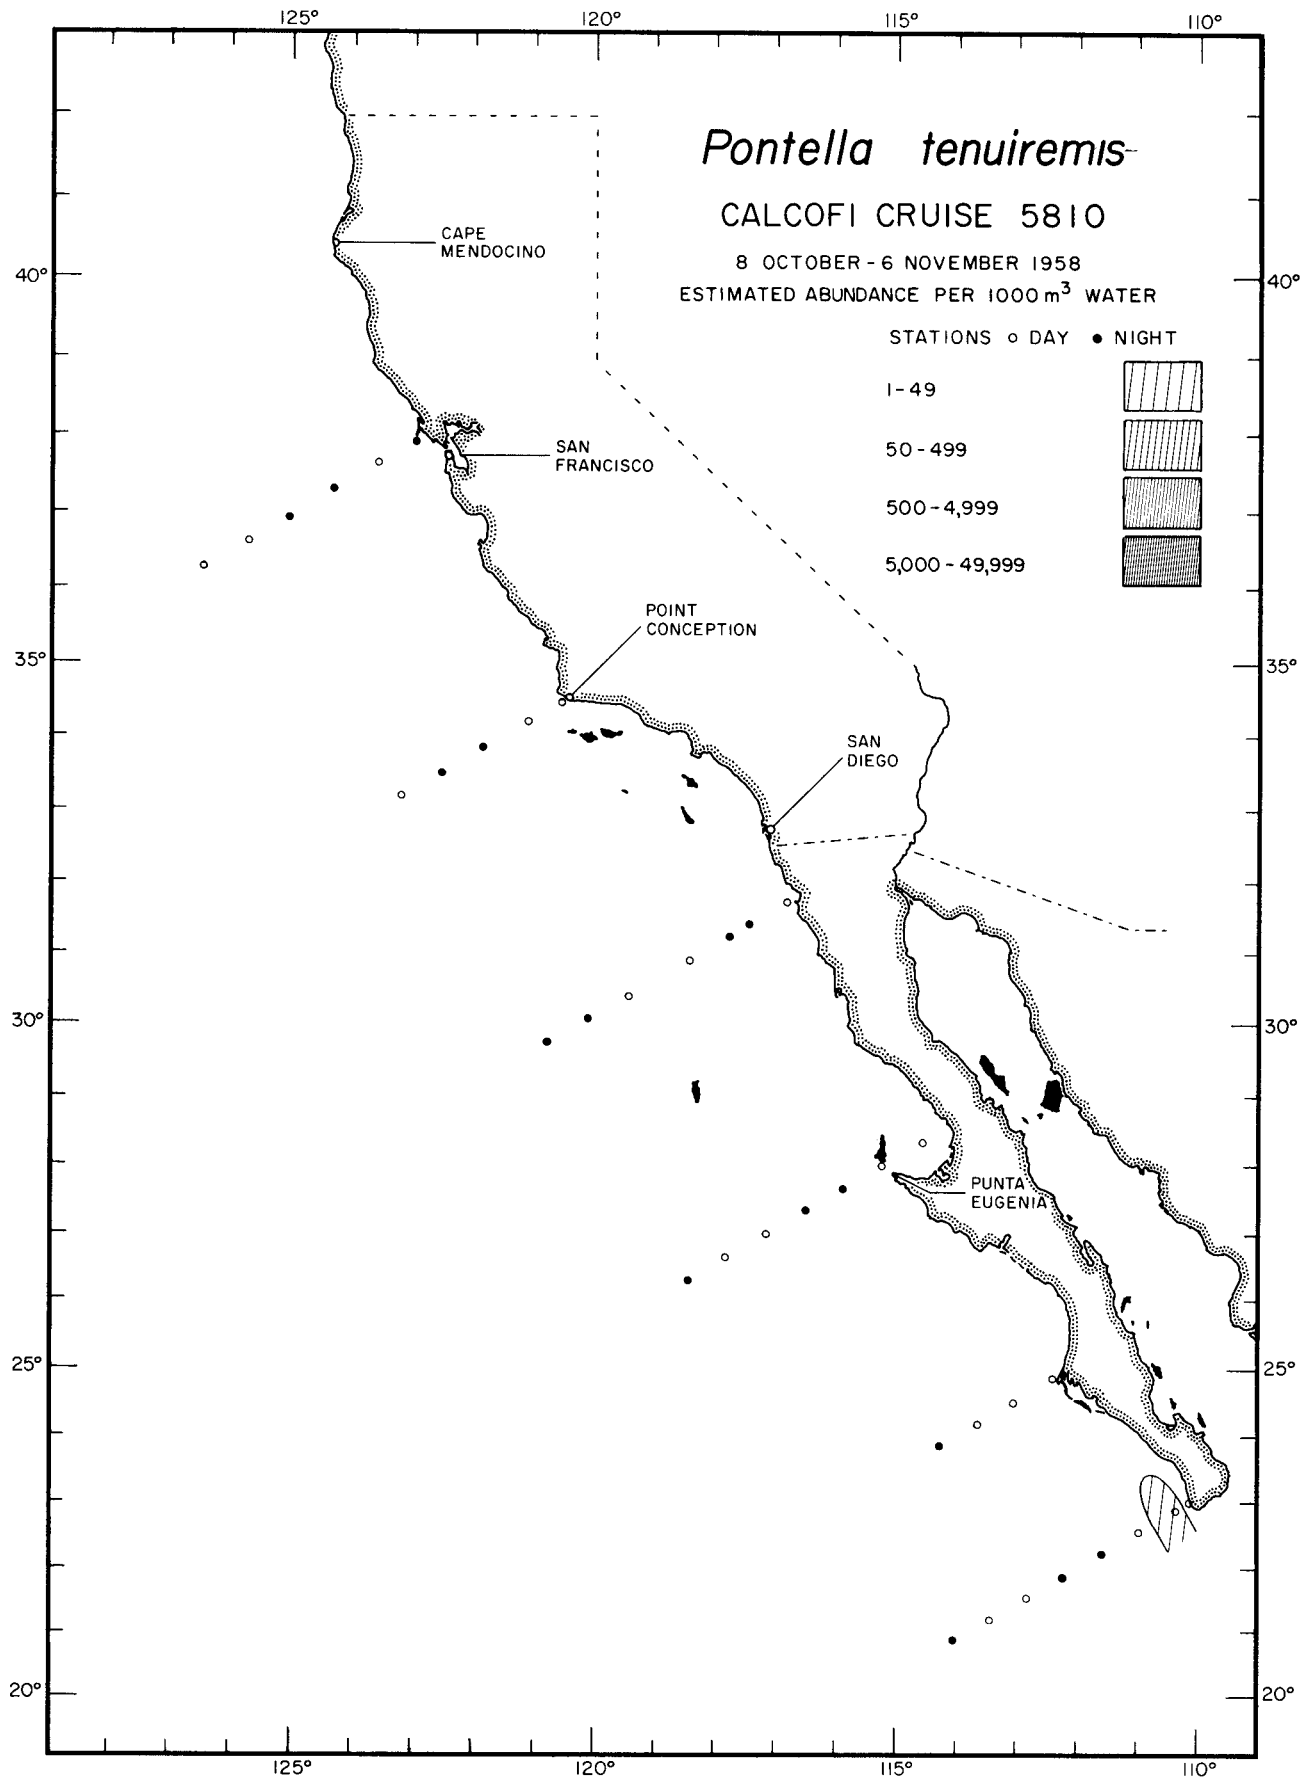 125° 120° 115° 110°
Pontella tenuiremis
CALCOFI CRUISE 5810
8 OCTOBER - 6 NOVEMBER 1958
ESTIMATED ABUNDANCE PER 1000 m³ WATER
STATIONS ○ DAY ● NIGHT
1-49
50-499
500-4,999
5,000-49,999
CAPE
MENDOCINO
40° 40°
SAN
FRANCISCO
POINT
CONCEPTION
35° 35°
SAN
DIEGO
30° 30°
PUNTA
EUGENIA
25° 25°
20° 20°
125° 120° 115° 110°